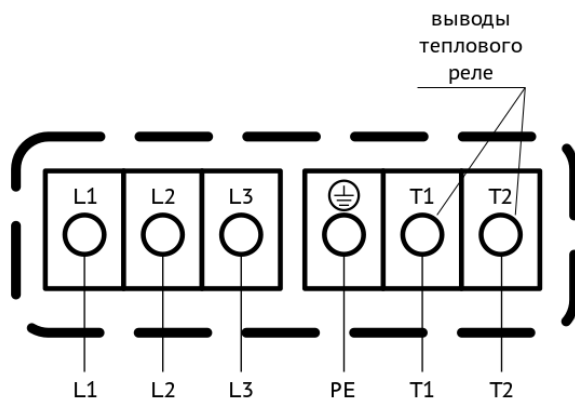 выводы
теплового
реле
L1 L2 L3 T1 T2
L1 L2 L3 PE T1 T2